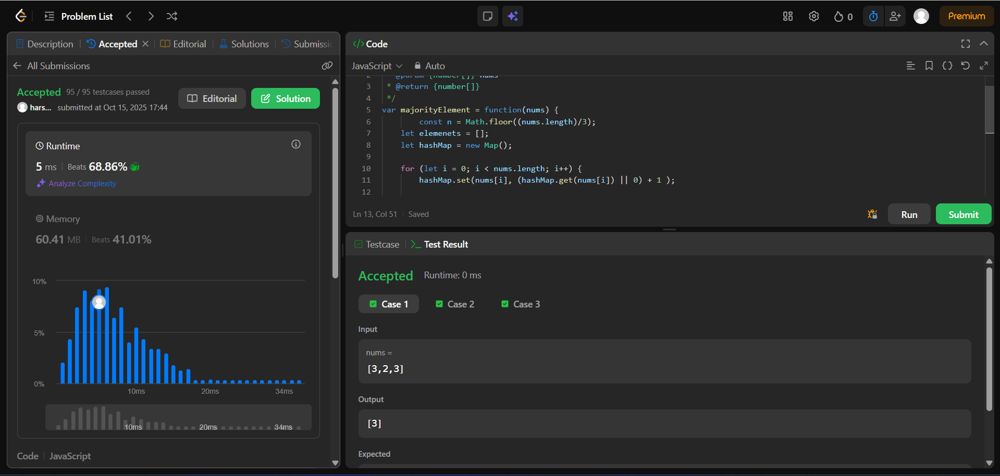 Problem List
0
Premium
Description
Accepted
Editorial
Solutions
Submissi
All Submissions
Accepted 95 / 95 testcases passed
hars... submitted at Oct 15, 2025 17:44
Editorial
Solution
Runtime
5 ms Beats 68.86%
Analyze Complexity
Memory
60.41 MB Beats 41.01%
10%
5%
0%
10ms 20ms 34ms
10ms 20ms 34ms
Code JavaScript
</> Code
JavaScript Auto
2 * @param {number[]} nums
3 * @return {number[]}
4 */
5 var majorityElement = function(nums) {
6 const n = Math.floor((nums.length)/3);
7 let elemenets = [];
8 let hashMap = new Map();
9
10 for (let i = 0; i < nums.length; i++) {
11 hashMap.set(nums[i], (hashMap.get(nums[i]) || 0) + 1 );
12
Ln 13, Col 51 Saved
Run
Submit
Testcase
>_ Test Result
Accepted Runtime: 0 ms
Case 1 Case 2 Case 3
Input
nums =
[3,2,3]
Output
[3]
Expected